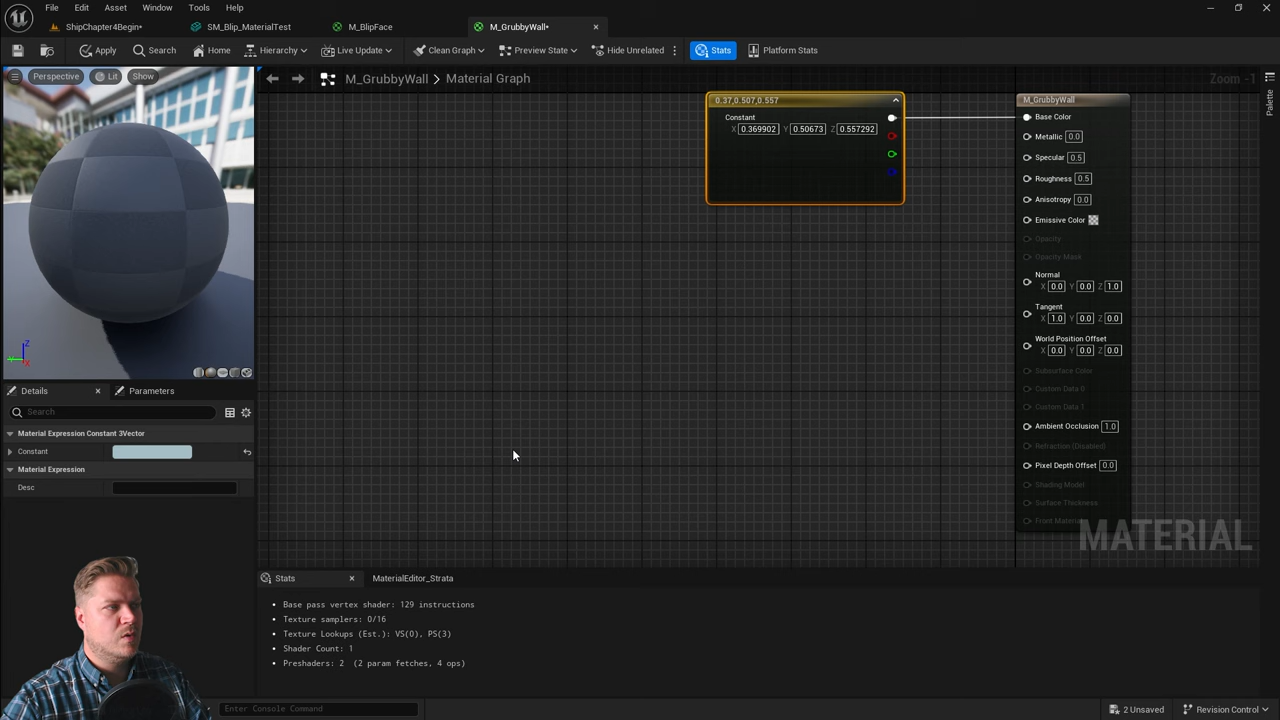 File Edit Asset Window Tools Help
ShipChapter4Begin* SM_Blip_MaterialTest M_BlipFace M_GrubbyWall*
Apply Search Home Hierarchy Live Update Clean Graph Preview State Hide Unrelated Stats Platform Stats
Perspective Lit Show
M_GrubbyWall > Material Graph
Zoom -1
Palette
0.37,0.507,0.557
Constant
X 0.369902 Y 0.50673 Z 0.557292
M_GrubbyWall
Base Color
Metallic 0.0
Specular 0.5
Roughness 0.5
Anisotropy 0.0
Emissive Color
Opacity
Opacity Mask
Normal
X 0.0 Y 0.0 Z 1.0
Tangent
X 1.0 Y 0.0 Z 0.0
World Position Offset
X 0.0 Y 0.0 Z 0.0
Subsurface Color
Custom Data 0
Custom Data 1
Ambient Occlusion 1.0
Refraction (Disabled)
Pixel Depth Offset 0.0
Shading Model
Surface Thickness
Front Material
MATERIAL
Z
Y
X
Details Parameters
Search
Material Expression Constant 3Vector
Constant
Material Expression
Desc
Stats MaterialEditor_Strata
• Base pass vertex shader: 129 instructions
• Texture samplers: 0/16
• Texture Lookups (Est.): VS(0), PS(3)
• Shader Count: 1
• Preshaders: 2 (2 param fetches, 4 ops)
Enter Console Command
2 Unsaved Revision Control